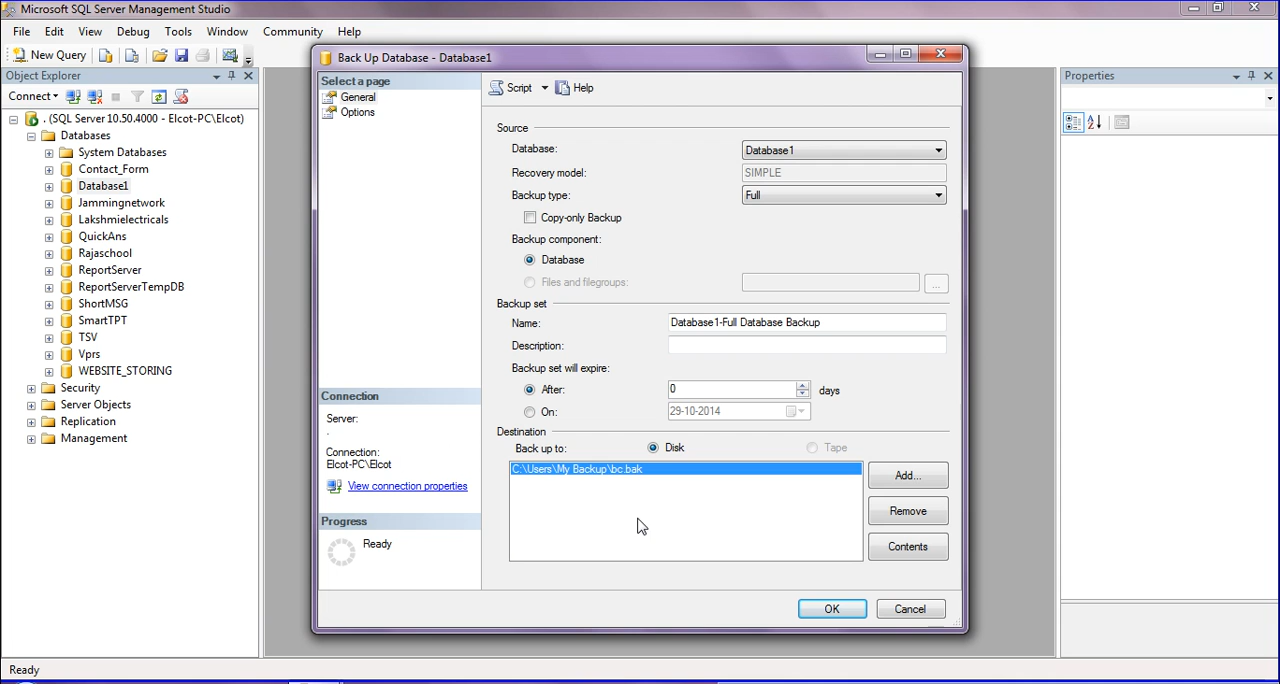 Microsoft SQL Server Management Studio
File Edit View Debug Tools Window Community Help
New Query
Object Explorer
Connect
. (SQL Server 10.50.4000 - Elcot-PC\Elcot)
Databases
System Databases
Contact_Form
Database1
Jammingnetwork
Lakshmielectricals
QuickAns
Rajaschool
ReportServer
ReportServerTempDB
ShortMSG
SmartTPT
TSV
Vprs
WEBSITE_STORING
Security
Server Objects
Replication
Management
Back Up Database - Database1
Select a page
General
Options
Connection
Server:
.
Connection:
Elcot-PC\Elcot
View connection properties
Progress
Ready
Script Help
Source
Database: Database1
Recovery model: SIMPLE
Backup type: Full
Copy-only Backup
Backup component:
Database
Files and filegroups: ...
Backup set
Name: Database1-Full Database Backup
Description:
Backup set will expire:
After: 0 days
On: 29-10-2014
Destination
Back up to: Disk Tape
C:\Users\My Backup\bc.bak
Add...
Remove
Contents
OK Cancel
Properties
Ready